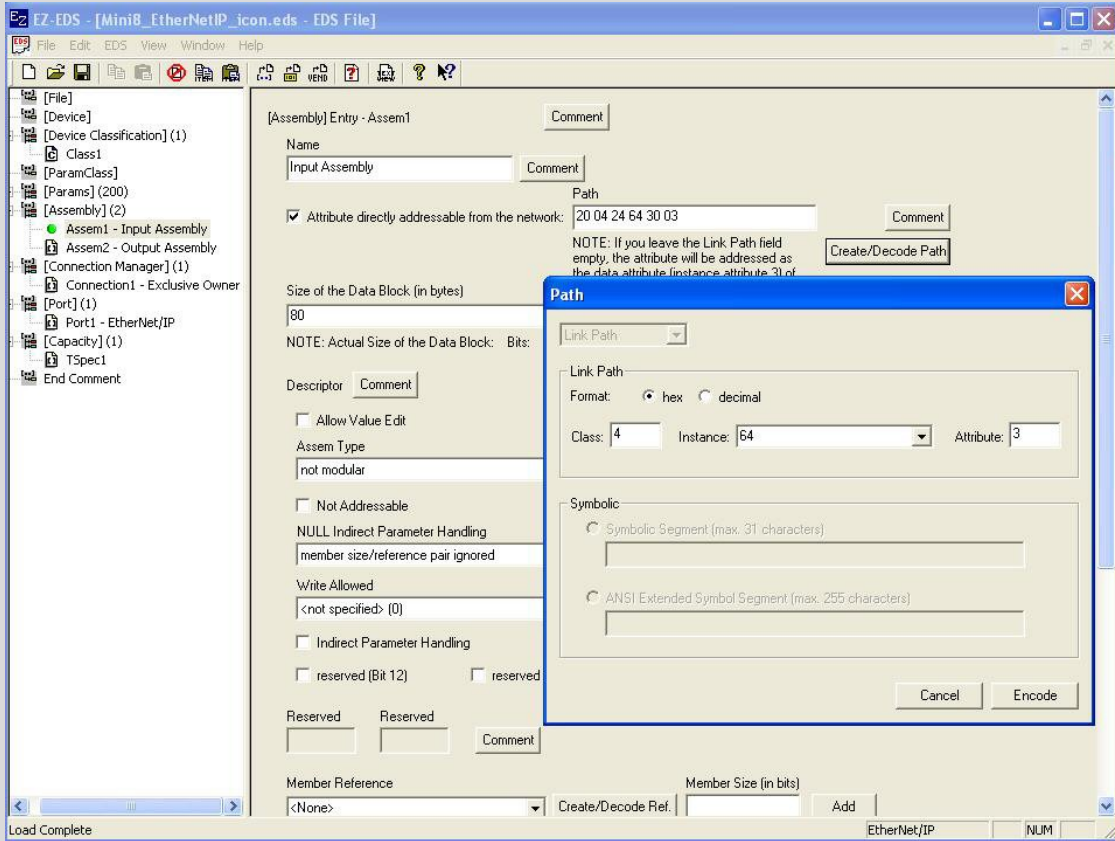 EZ-EDS - [Mini8_EtherNetIP_icon.eds - EDS File]
File Edit EDS View Window Help
[File]
[Device]
[Device Classification] (1)
Class1
[ParamClass]
[Params] (200)
[Assembly] (2)
Assem1 - Input Assembly
Assem2 - Output Assembly
[Connection Manager] (1)
Connection1 - Exclusive Owner
[Port] (1)
Port1 - EtherNet/IP
[Capacity] (1)
TSpec1
End Comment
[Assembly] Entry - Assem1 Comment
Name
Input Assembly Comment
Path
Attribute directly addressable from the network: 20 04 24 64 30 03 Comment
NOTE: If you leave the Link Path field
empty, the attribute will be addressed as
the data attribute (instance attribute 3) of
Create/Decode Path
Size of the Data Block (in bytes)
80
NOTE: Actual Size of the Data Block: Bits:
Descriptor Comment
Allow Value Edit
Assem Type
not modular
Not Addressable
NULL Indirect Parameter Handling
member size/reference pair ignored
Write Allowed
<not specified> (0)
Indirect Parameter Handling
reserved (Bit 12) reserved
Reserved Reserved
Comment
Member Reference Member Size (in bits)
<None> Create/Decode Ref. Add
Path
Link Path
Link Path
Format: hex decimal
Class: 4 Instance: 64 Attribute: 3
Symbolic
Symbolic Segment (max. 31 characters)
ANSI Extended Symbol Segment (max. 255 characters)
Cancel Encode
Load Complete EtherNet/IP NUM